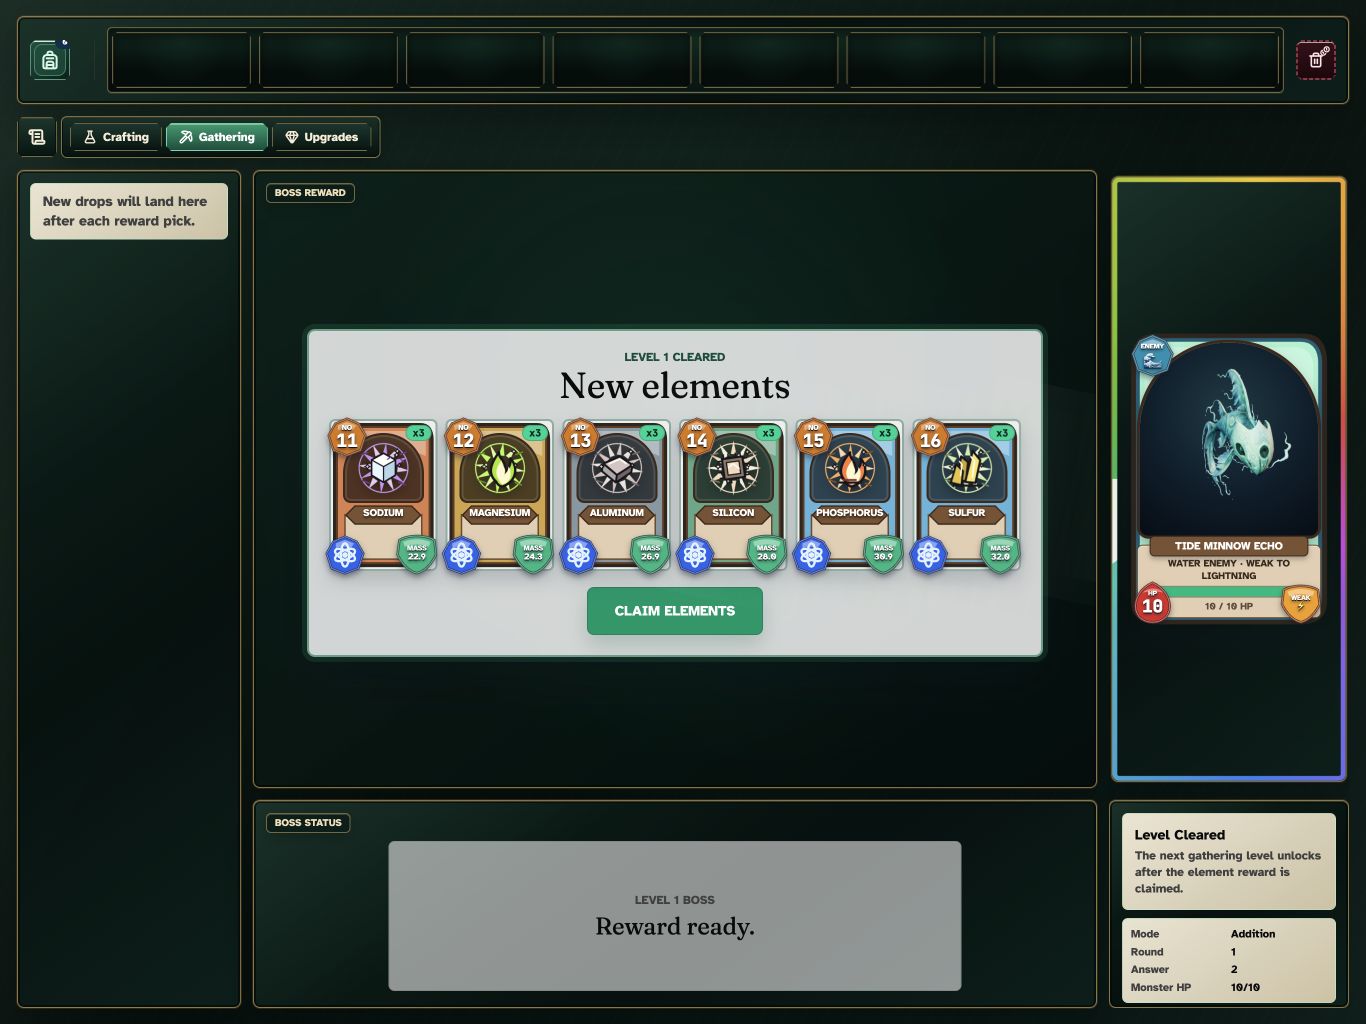 Crafting
Gathering
Upgrades
New drops will land here
after each reward pick.
BOSS REWARD
LEVEL 1 CLEARED
New elements
NO 11
x3
SODIUM
MASS 22.9
NO 12
x3
MAGNESIUM
MASS 24.3
NO 13
x3
ALUMINUM
MASS 26.9
NO 14
x3
SILICON
MASS 28.0
NO 15
x3
PHOSPHORUS
MASS 30.9
NO 16
x3
SULFUR
MASS 32.0
CLAIM ELEMENTS
ENEMY
TIDE MINNOW ECHO
WATER ENEMY · WEAK TO
LIGHTNING
HP
10
10 / 10 HP
WEAK
BOSS STATUS
LEVEL 1 BOSS
Reward ready.
Level Cleared
The next gathering level unlocks
after the element reward is
claimed.
Mode Addition
Round 1
Answer 2
Monster HP 10/10